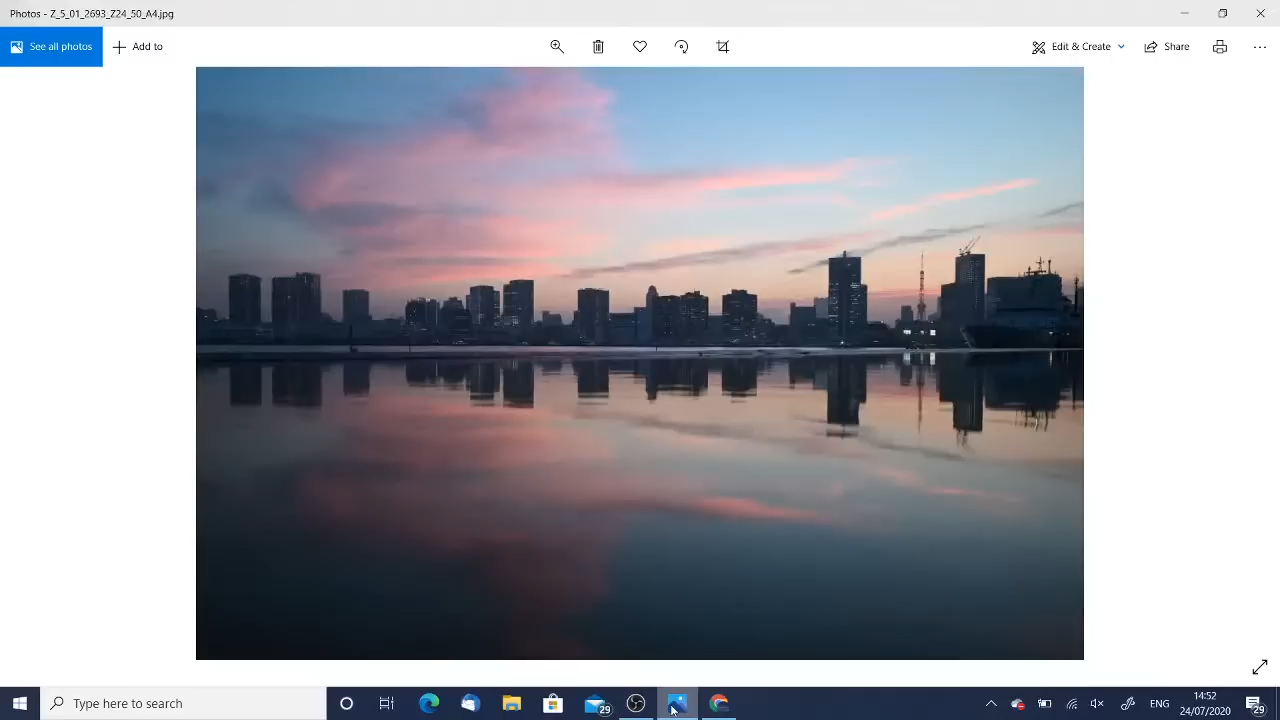 Photos - Z_5_01_2693_Z24_50_A4.jpg
See all photos
Add to
Edit & Create
Share
Type here to search
29
ENG
14:52
24/07/2020
29